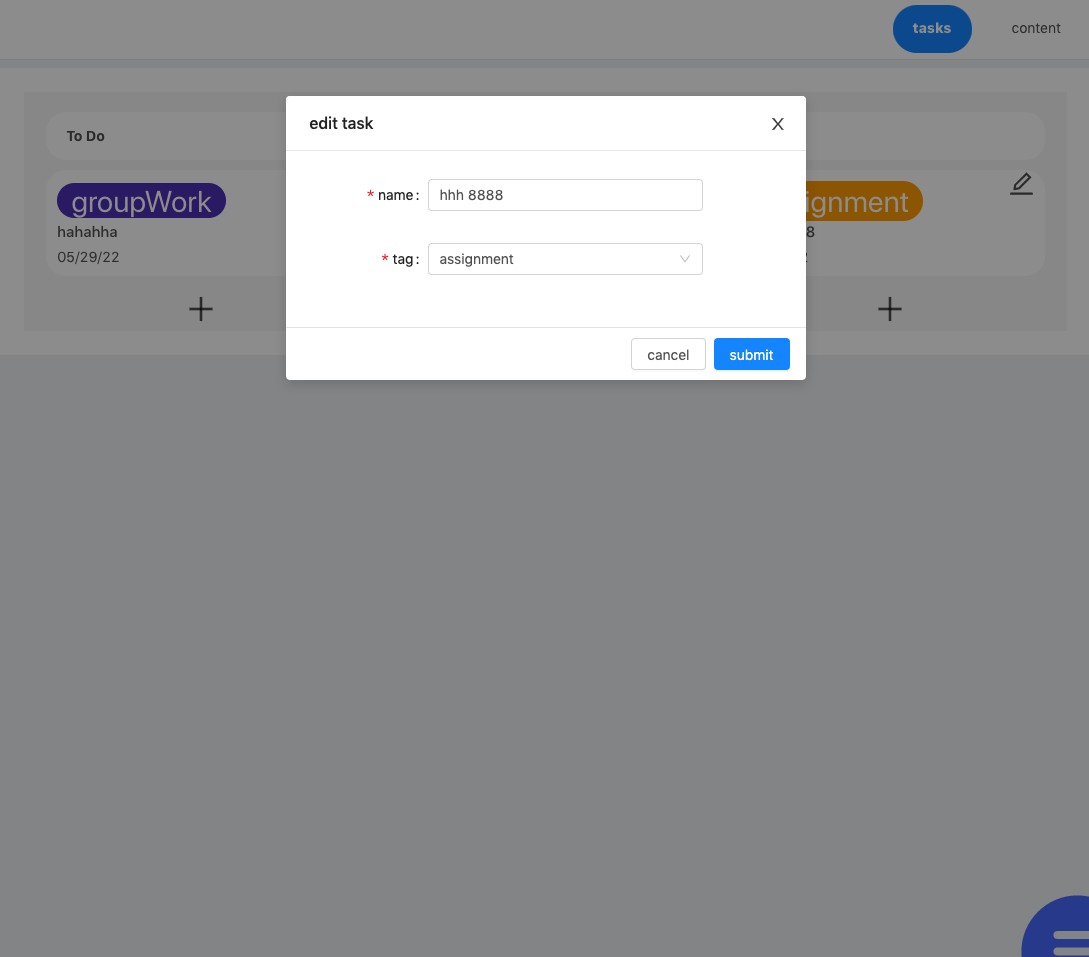 tasks
content
edit task
To Do
* name:
hhh 8888
groupWork
ignment
hahahha
8
* tag:
assignment
05/29/22
cancel
submit